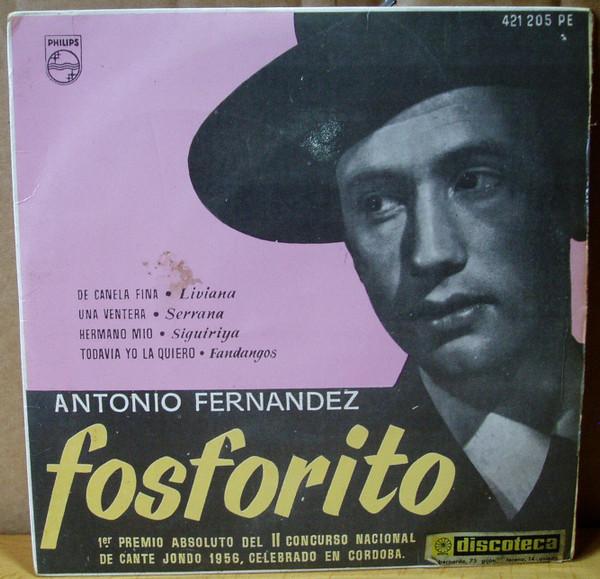 421 205 PE
PHILIPS
DE CANELA FINA • Liviana
UNA VENTERA • Serrana
HERMANO MIO • Siguiriya
TODAVIA YO LA QUIERO • Fandangos
ANTONIO FERNANDEZ
fosforito
1er PREMIO ABSOLUTO DEL II CONCURSO NACIONAL
DE CANTE JONDO 1956, CELEBRADO EN CORDOBA.
discoteca